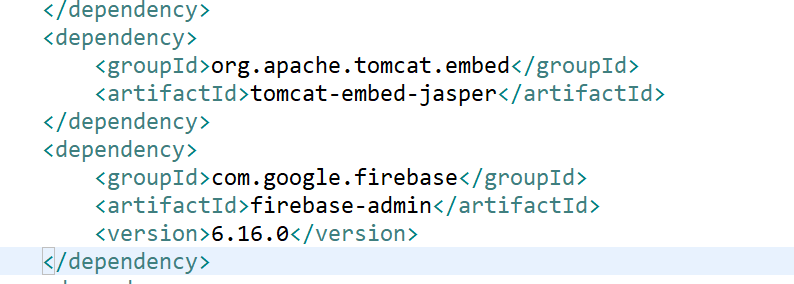 </dependency>
<dependency>
<groupId>org.apache.tomcat.embed</groupId>
<artifactId>tomcat-embed-jasper</artifactId>
</dependency>
<dependency>
<groupId>com.google.firebase</groupId>
<artifactId>firebase-admin</artifactId>
<version>6.16.0</version>
</dependency>